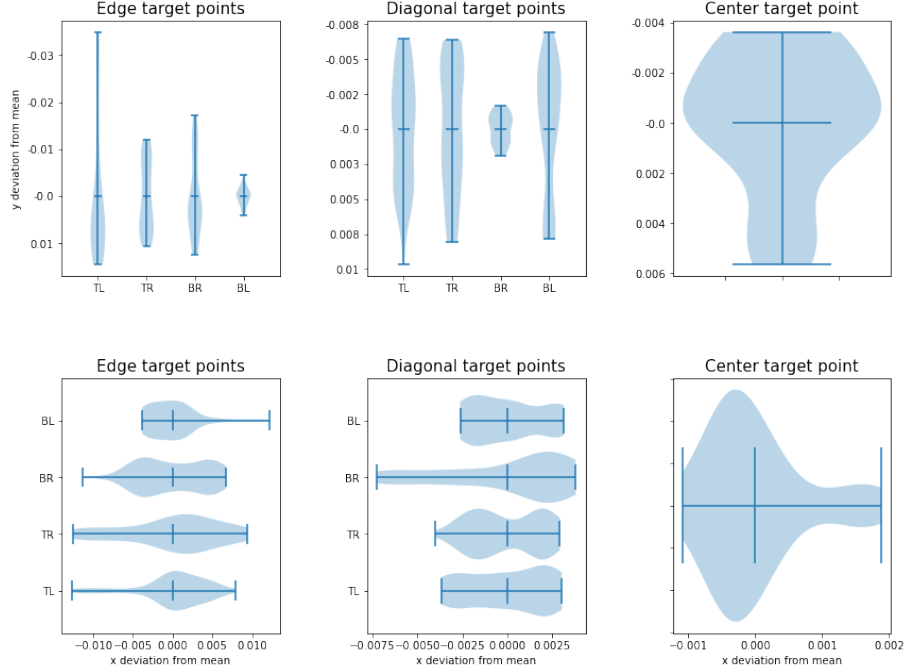 Edge target points
Diagonal target points
Center target point
y deviation from mean
-0.03
-0.02
-0.01
-0.0
0.01
TL
TR
BR
BL
-0.008
-0.005
-0.002
-0.0
0.003
0.005
0.008
0.01
TL
TR
BR
BL
-0.004
-0.002
-0.0
0.002
0.004
0.006
Edge target points
Diagonal target points
Center target point
BL
BR
TR
TL
−0.010
−0.005
0.000
0.005
0.010
x deviation from mean
BL
BR
TR
TL
−0.0075
−0.0050
−0.0025
0.0000
0.0025
x deviation from mean
−0.001
0.000
0.001
0.002
x deviation from mean